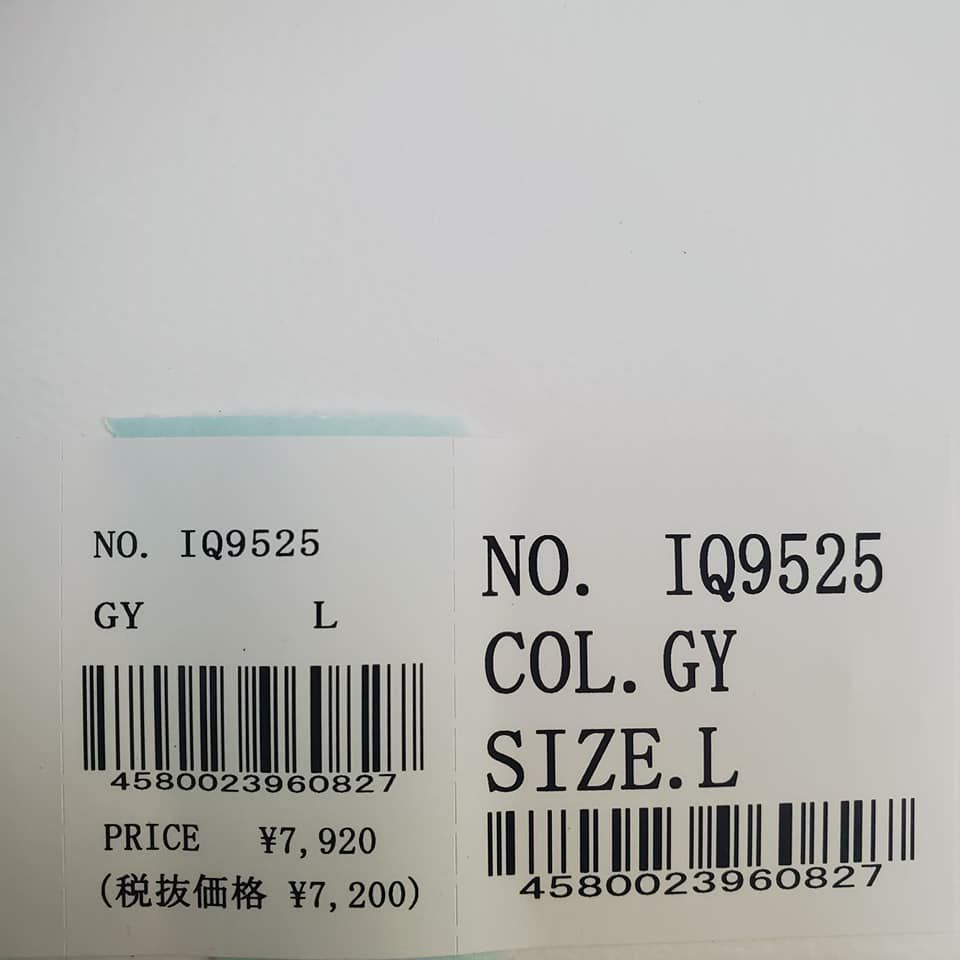 NO. IQ9525
GY L
4580023960827
PRICE ¥7,920
(税抜価格 ¥7,200)
NO. IQ9525
COL.GY
SIZE.L
4580023960827